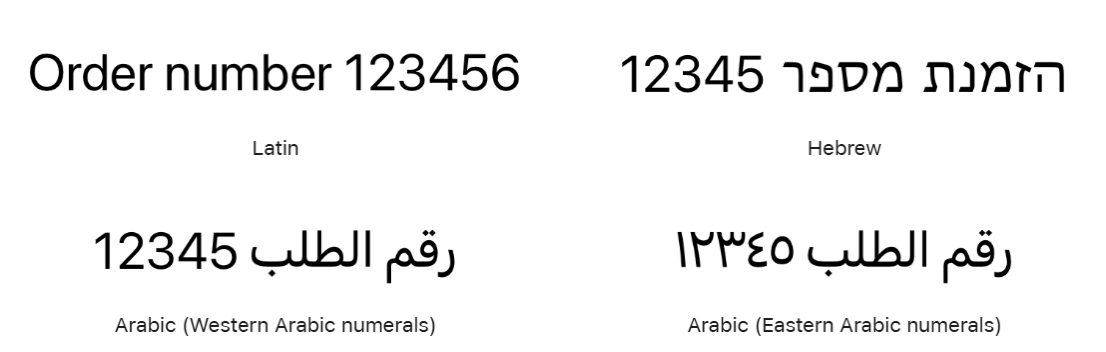 Order number 123456
Latin
הזמנת מספר 12345
Hebrew
رقم الطلب 12345
Arabic (Western Arabic numerals)
رقم الطلب ١٢٣٤٥
Arabic (Eastern Arabic numerals)